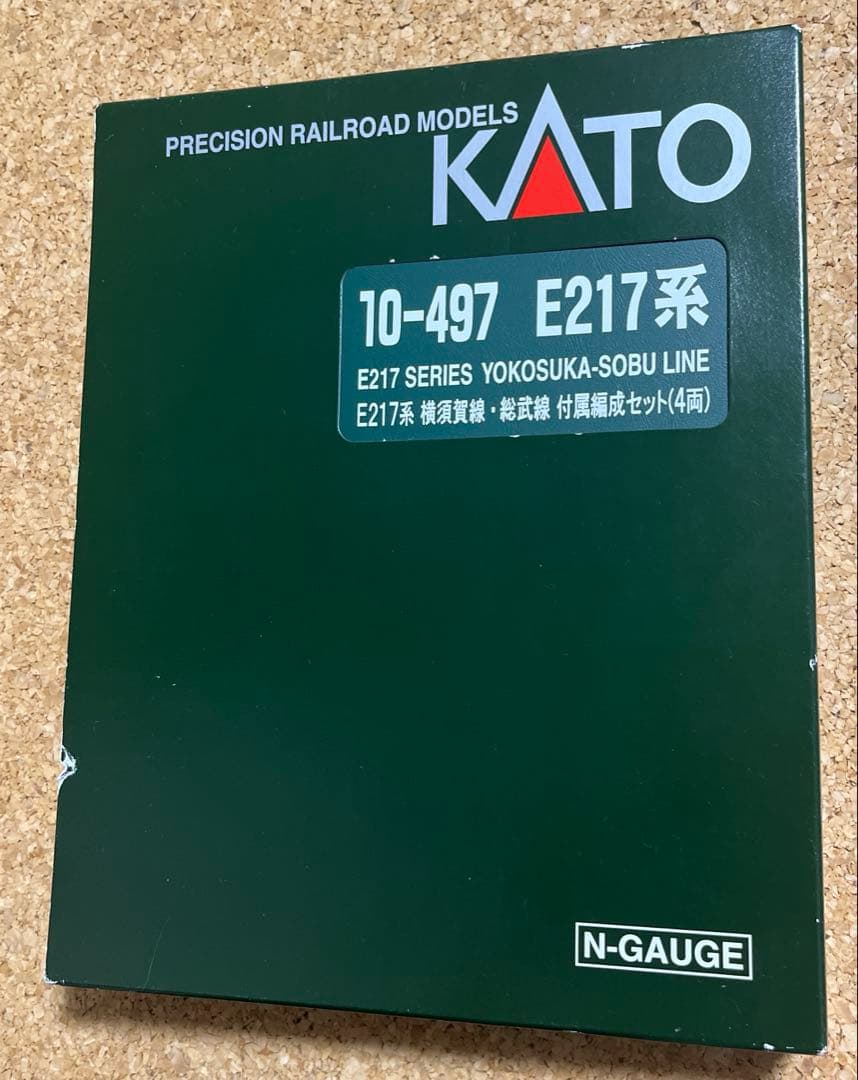 PRECISION RAILROAD MODELS
KATO
10-497 E217系
E217 SERIES YOKOSUKA-SOBU LINE
E217系 横須賀線・総武線 付属編成セット(4両)
N-GAUGE